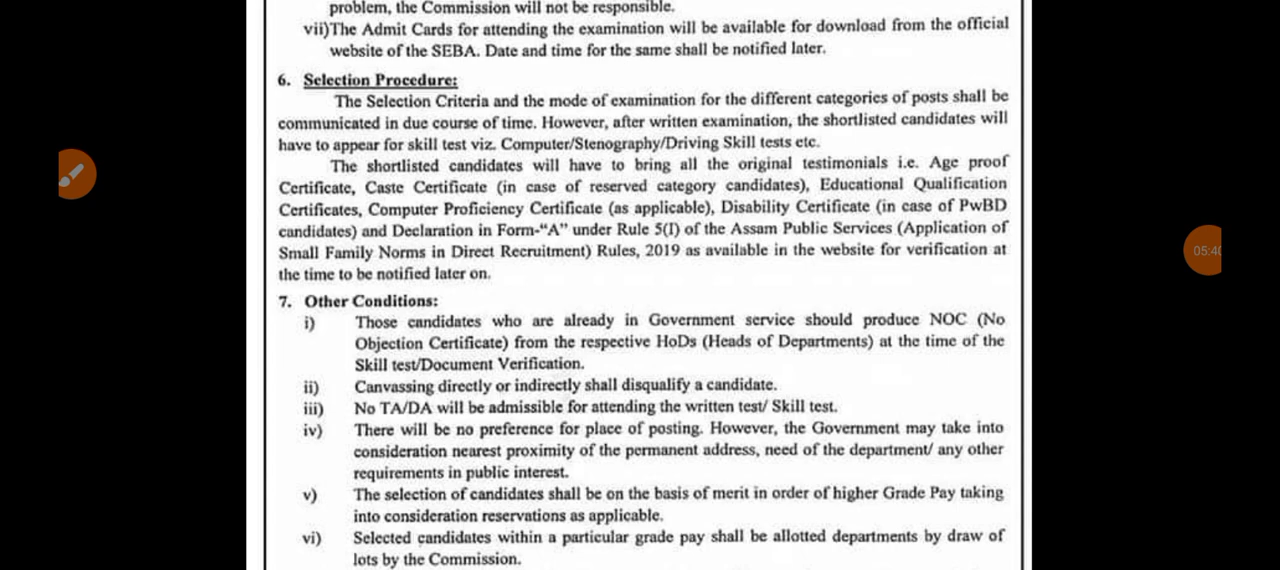 problem, the Commission will not be responsible.
vii)The Admit Cards for attending the examination will be available for download from the official
website of the SEBA. Date and time for the same shall be notified later.
6. Selection Procedure:
The Selection Criteria and the mode of examination for the different categories of posts shall be
communicated in due course of time. However, after written examination, the shortlisted candidates will
have to appear for skill test viz. Computer/Stenography/Driving Skill tests etc.
The shortlisted candidates will have to bring all the original testimonials i.e. Age proof
Certificate, Caste Certificate (in case of reserved category candidates), Educational Qualification
Certificates, Computer Proficiency Certificate (as applicable), Disability Certificate (in case of PwBD
candidates) and Declaration in Form-“A” under Rule 5(I) of the Assam Public Services (Application of
Small Family Norms in Direct Recruitment) Rules, 2019 as available in the website for verification at
the time to be notified later on.
7. Other Conditions:
i) Those candidates who are already in Government service should produce NOC (No
Objection Certificate) from the respective HoDs (Heads of Departments) at the time of the
Skill test/Document Verification.
ii) Canvassing directly or indirectly shall disqualify a candidate.
iii) No TA/DA will be admissible for attending the written test/ Skill test.
iv) There will be no preference for place of posting. However, the Government may take into
consideration nearest proximity of the permanent address, need of the department/ any other
requirements in public interest.
v) The selection of candidates shall be on the basis of merit in order of higher Grade Pay taking
into consideration reservations as applicable.
vi) Selected candidates within a particular grade pay shall be allotted departments by draw of
lots by the Commission.